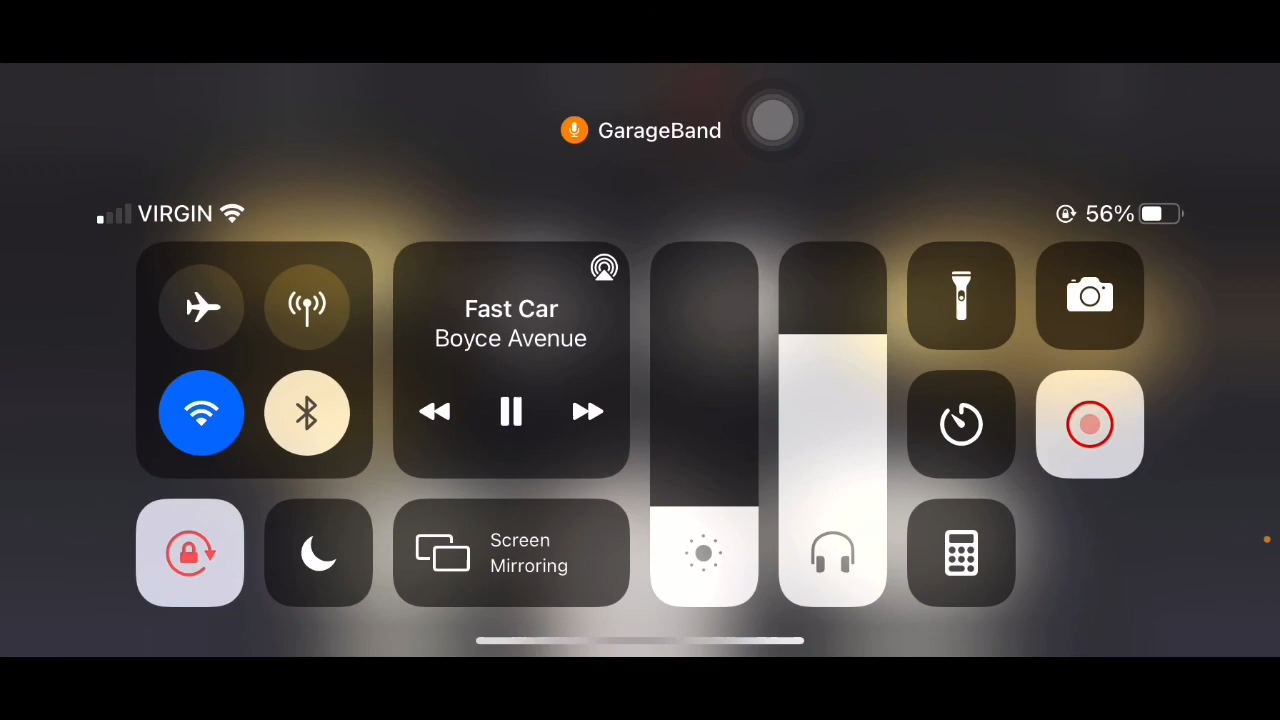 GarageBand
VIRGIN
56%
Fast Car
Boyce Avenue
Screen
Mirroring